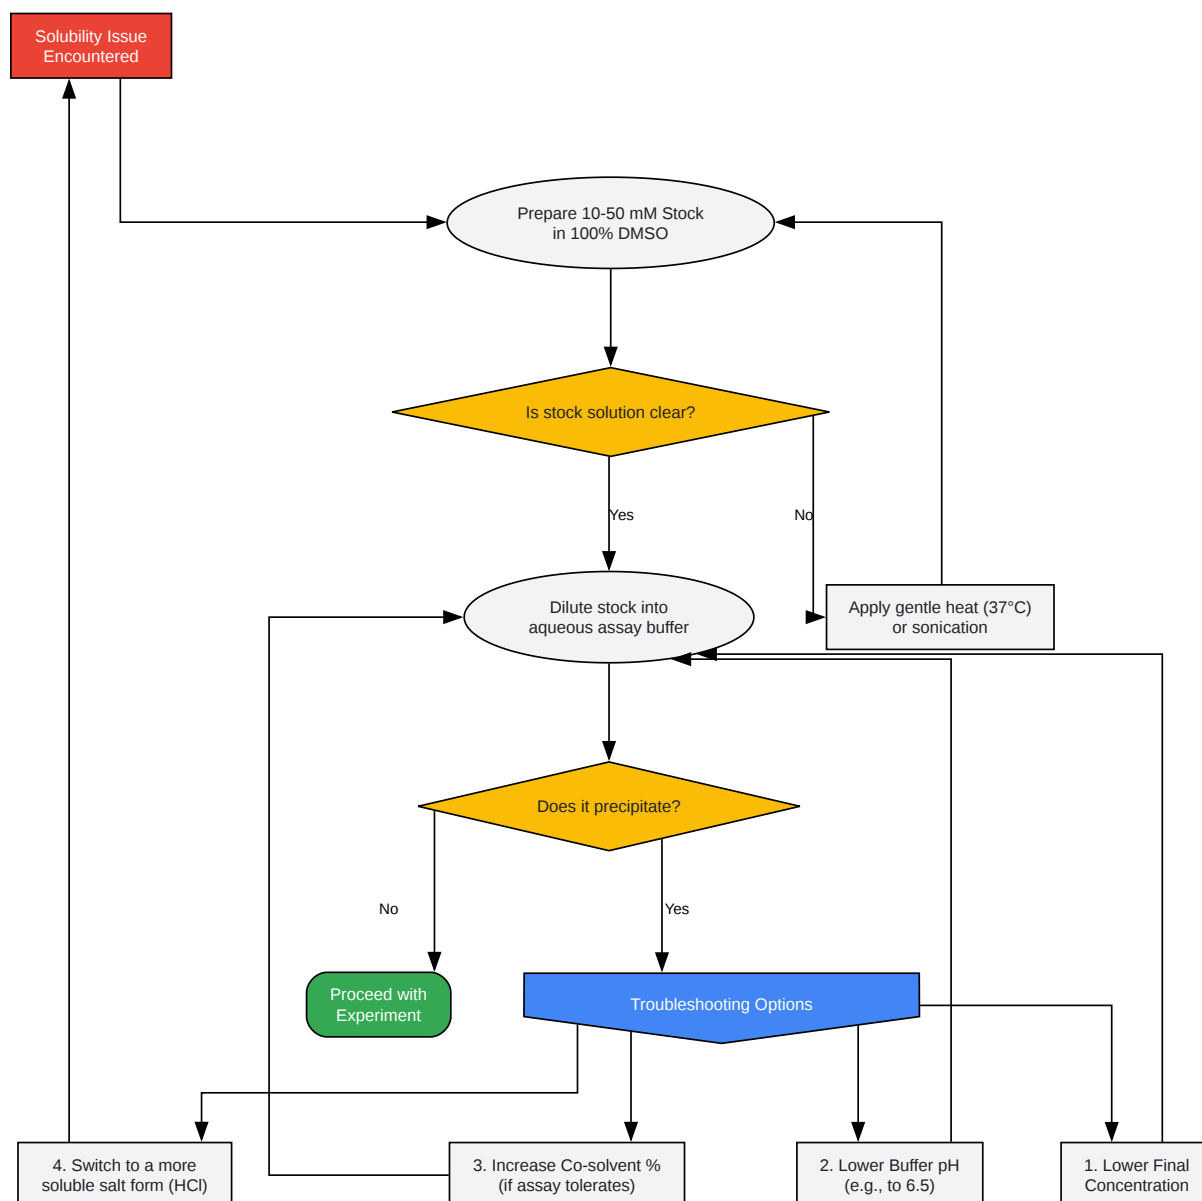 Solubility Issue
Encountered
Prepare 10-50 mM Stock
in 100% DMSO
Is stock solution clear?
Yes
No
Dilute stock into
aqueous assay buffer
Apply gentle heat (37°C)
or sonication
Does it precipitate?
No
Yes
Proceed with
Experiment
Troubleshooting Options
4. Switch to a more
soluble salt form (HCl)
3. Increase Co-solvent %
(if assay tolerates)
2. Lower Buffer pH
(e.g., to 6.5)
1. Lower Final
Concentration